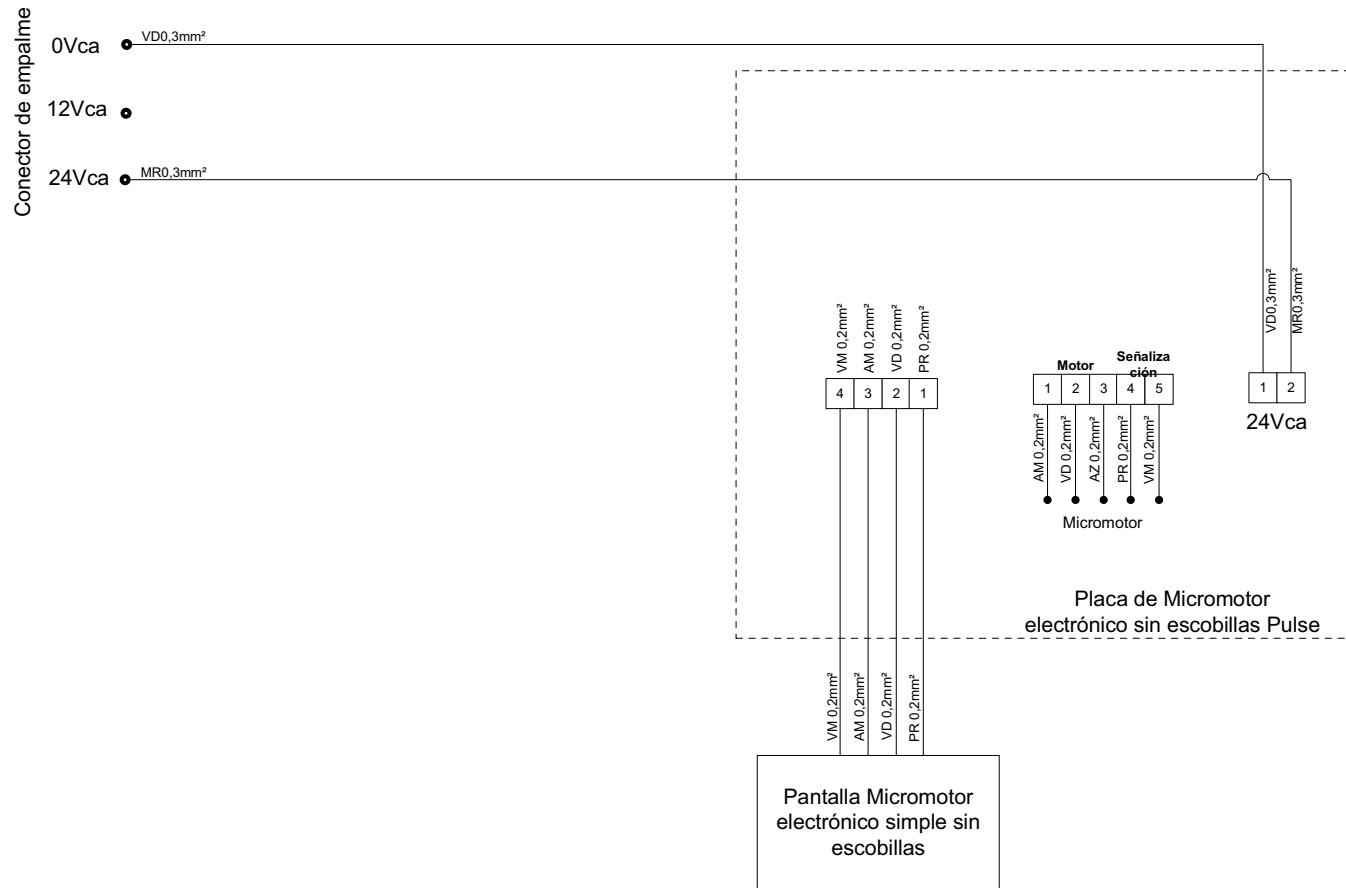 Conector de empalme
0Vca
VD0,3mm²
12Vca
24Vca
MR0,3mm²
VD0,3mm²
MR0,3mm²
VM 0,2mm²
AM 0,2mm²
VD 0,2mm²
PR 0,2mm²
4 3 2 1
Motor
Señaliza
ción
1 2 3 4 5
1 2
24Vca
AM 0,2mm²
VD 0,2mm²
AZ 0,2mm²
PR 0,2mm²
VM 0,2mm²
Micromotor
Placa de Micromotor
electrónico sin escobillas Pulse
VM 0,2mm²
AM 0,2mm²
VD 0,2mm²
PR 0,2mm²
Pantalla Micromotor
electrónico simple sin
escobillas